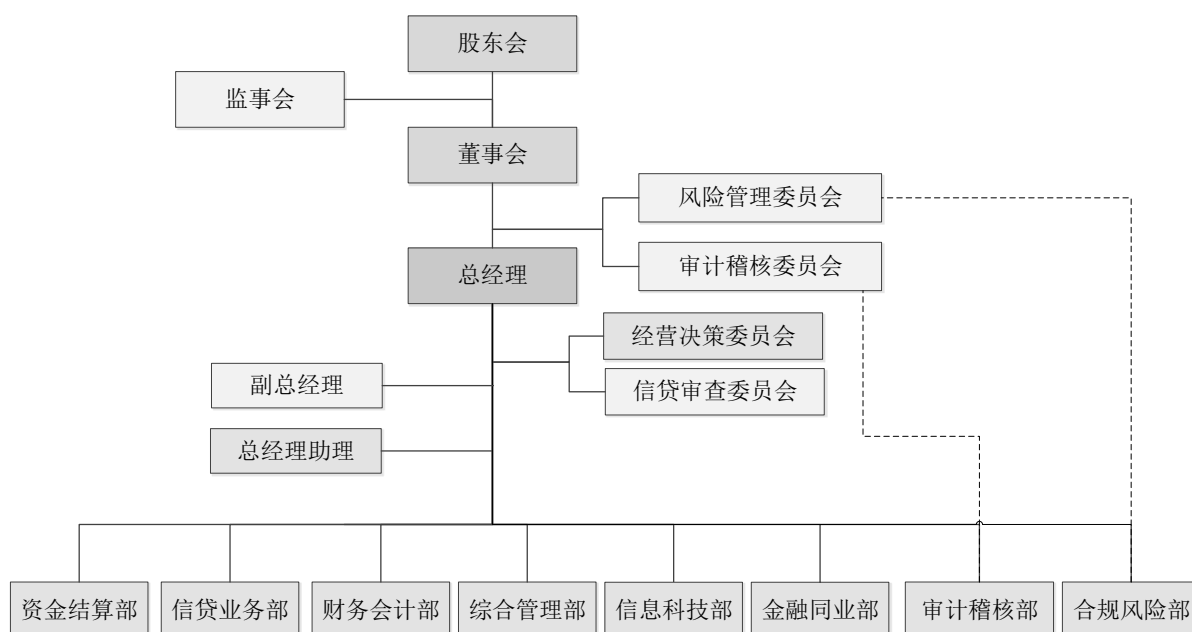 股东会
监事会
董事会
风险管理委员会
审计稽核委员会
总经理
经营决策委员会
信贷审查委员会
副总经理
总经理助理
资金结算部
信贷业务部
财务会计部
综合管理部
信息科技部
金融同业部
审计稽核部
合规风险部